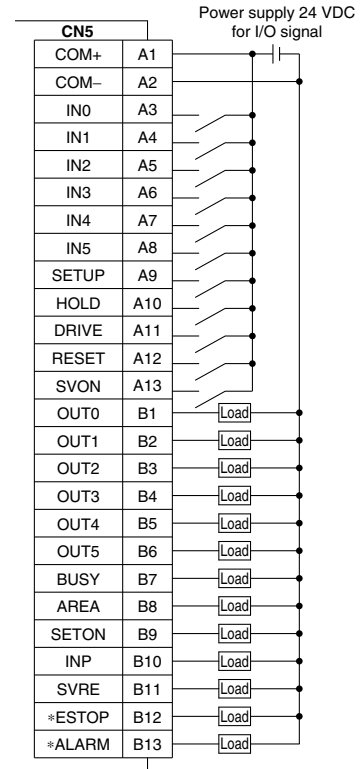 Power supply 24 VDC
for I/O signal
CN5
COM+ A1
COM− A2
IN0 A3
IN1 A4
IN2 A5
IN3 A6
IN4 A7
IN5 A8
SETUP A9
HOLD A10
DRIVE A11
RESET A12
SVON A13
OUT0 B1 Load
OUT1 B2 Load
OUT2 B3 Load
OUT3 B4 Load
OUT4 B5 Load
OUT5 B6 Load
BUSY B7 Load
AREA B8 Load
SETON B9 Load
INP B10 Load
SVRE B11 Load
*ESTOP B12 Load
*ALARM B13 Load